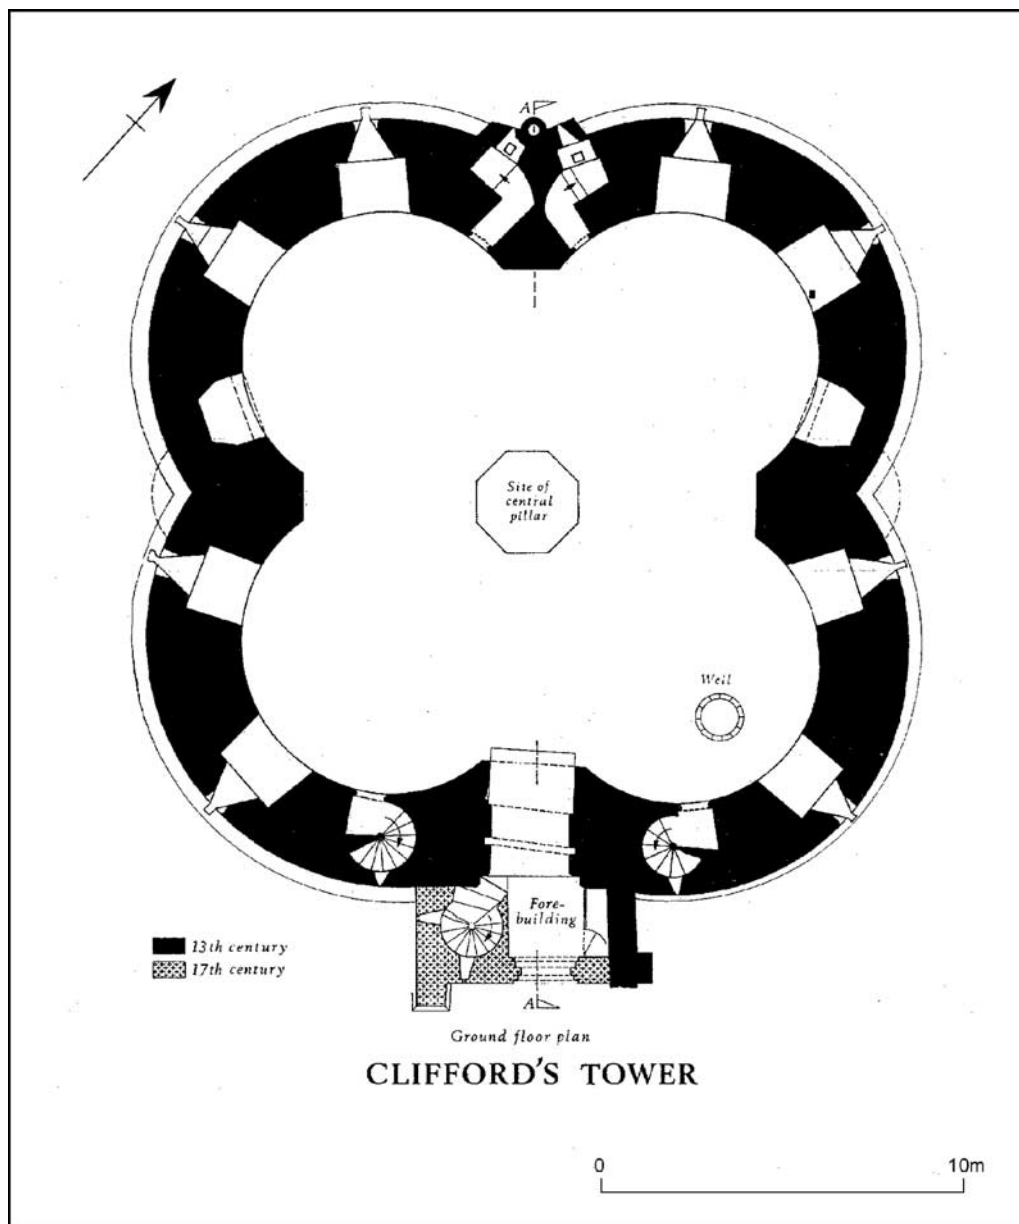 A
Site of
central
pillar
Well
Fore-
building
13th century
17th century
A
Ground floor plan
CLIFFORD'S TOWER
0 10m